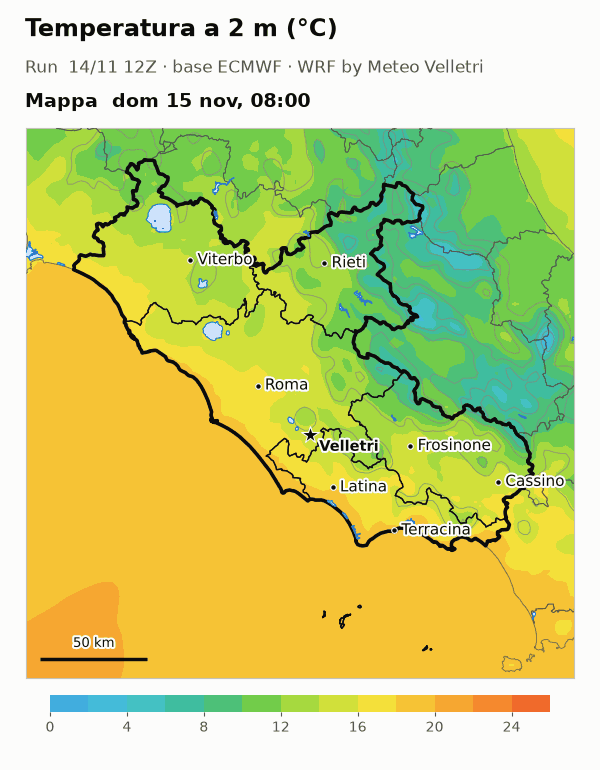 Temperatura a 2 m (°C)
Run  14/11 12Z · base ECMWF · WRF by Meteo Velletri
Mappa  dom 15 nov, 08:00
Viterbo
Rieti
Roma
Velletri
Frosinone
Latina
Cassino
Terracina
50 km
0 4 8 12 16 20 24